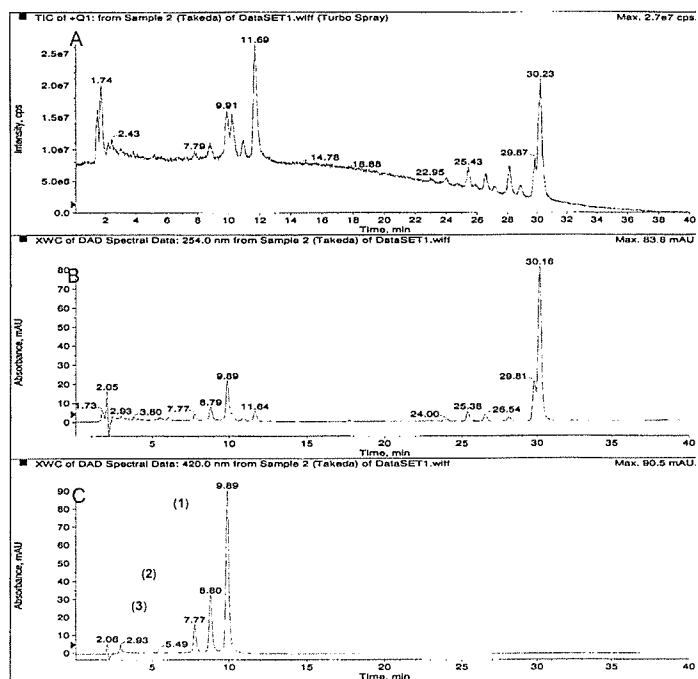 TIC of +Q1: from Sample 2 (Takeda) of DataSET1.wiff (Turbo Spray) Max. 2.7e7 cps.
A
Intensity, cps
2.5e7
2.0e7
1.5e7
1.0e7
5.0e6
0.0
1.74
2.43
7.79
9.91
11.69
14.78
18.88
22.95
25.43
29.87
30.23
2 4 6 8 10 12 14 16 18 20 22 24 26 28 30 32 34 36 38 40
Time, min
XWC of DAD Spectral Data: 254.0 nm from Sample 2 (Takeda) of DataSET1.wiff Max. 83.8 mAU.
B
Absorbance, mAU
80
70
60
50
40
30
20
10
0
1.73
2.05
2.93
3.80
7.77
8.79
9.89
11.64
24.00
25.38
26.54
29.81
30.16
5 10 15 20 25 30 35 40
Time, min
XWC of DAD Spectral Data: 420.0 nm from Sample 2 (Takeda) of DataSET1.wiff Max. 90.5 mAU.
C
Absorbance, mAU
90
80
70
60
50
40
30
20
10
0
(1)
(2)
(3)
2.06
2.93
5.49
7.77
8.80
9.89
5 10 15 20 25 30 35 40
Time, min